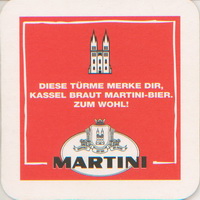 DIESE TÜRME MERKE DIR,
KASSEL BRAUT MARTINI-BIER.
ZUM WOHL!
MARTINI